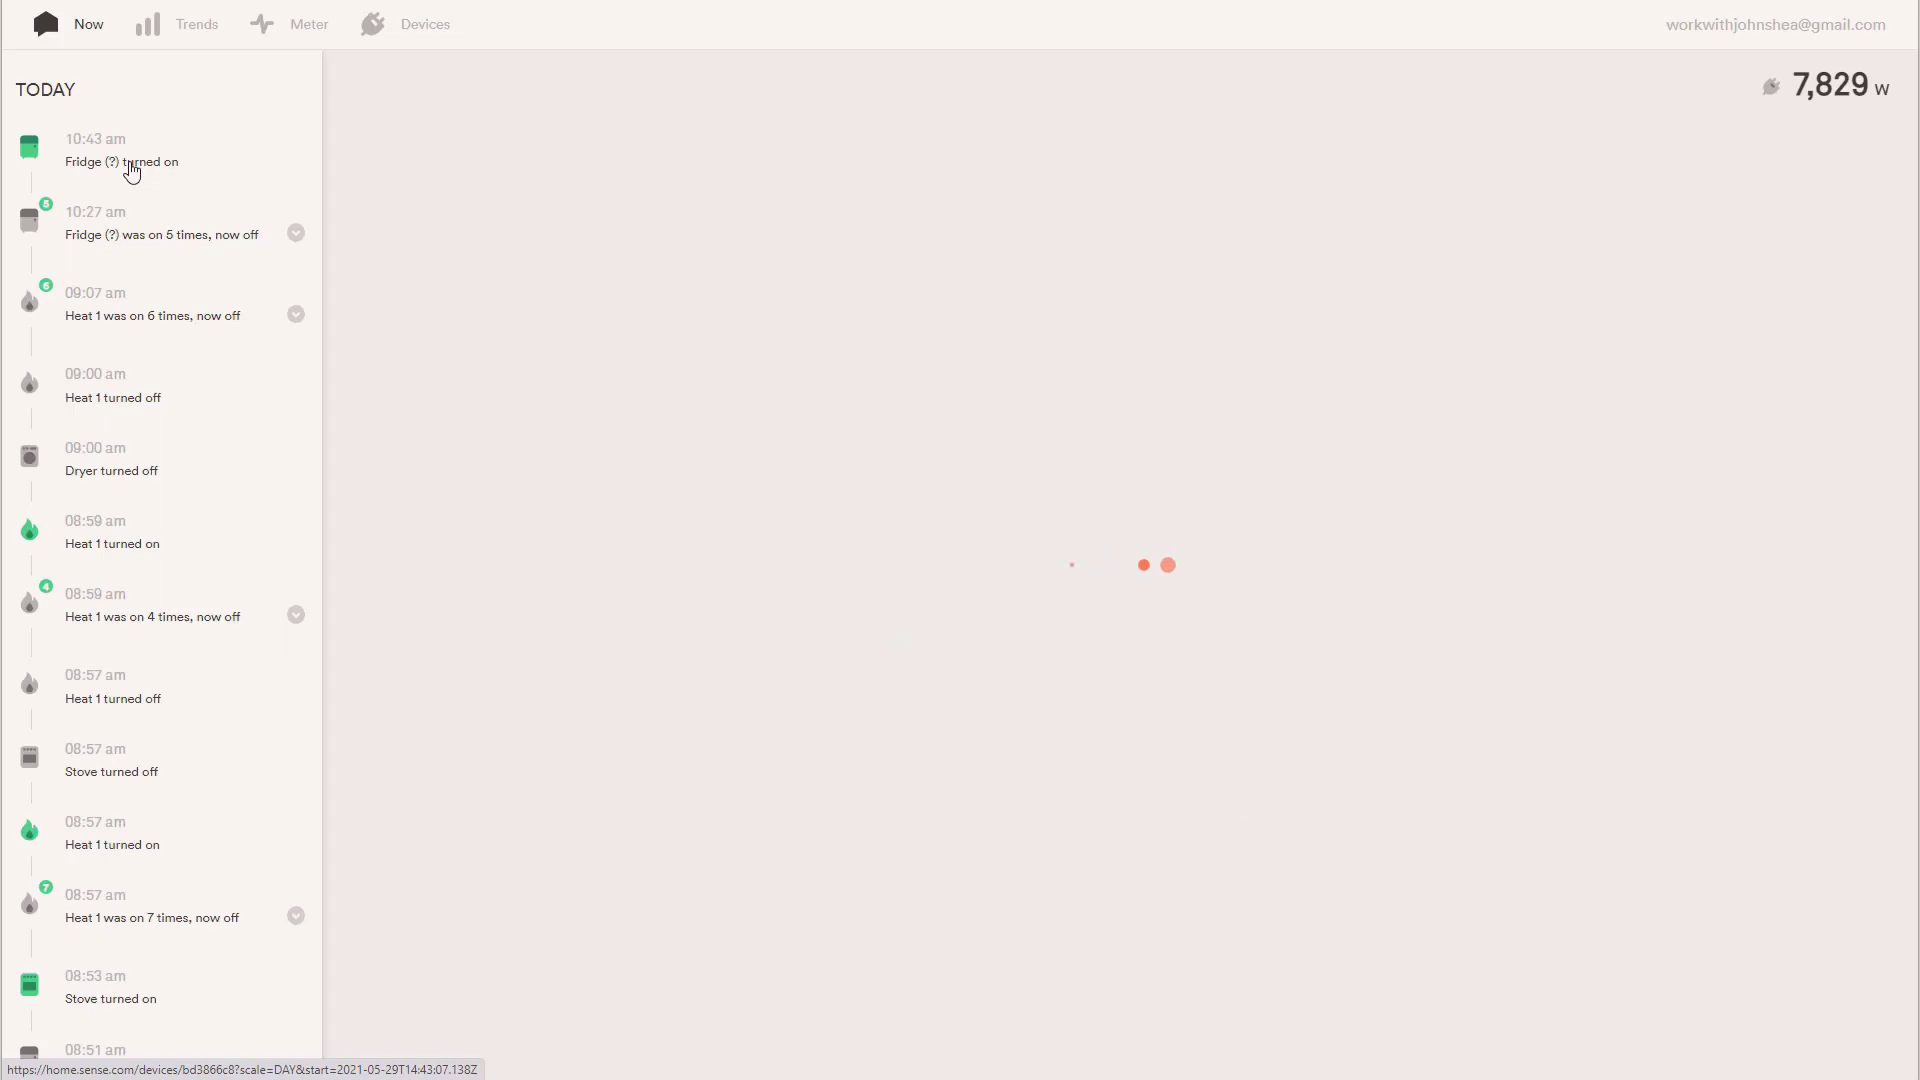 Now Trends Meter Devices workwithjohnshea@gmail.com
TODAY
7,829 w
10:43 am
Fridge (?) turned on
5
10:27 am
Fridge (?) was on 5 times, now off
6
09:07 am
Heat 1 was on 6 times, now off
09:00 am
Heat 1 turned off
09:00 am
Dryer turned off
08:59 am
Heat 1 turned on
4
08:59 am
Heat 1 was on 4 times, now off
08:57 am
Heat 1 turned off
08:57 am
Stove turned off
08:57 am
Heat 1 turned on
7
08:57 am
Heat 1 was on 7 times, now off
08:53 am
Stove turned on
08:51 am
https://home.sense.com/devices/bd3866c8?scale=DAY&start=2021-05-29T14:43:07.138Z